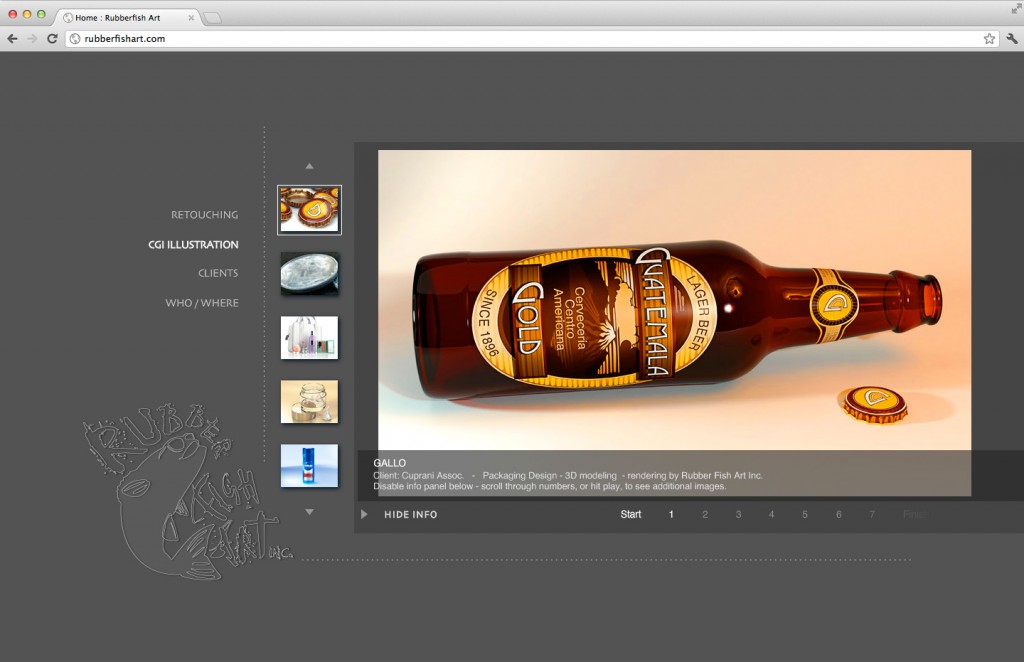 Home : Rubberfish Art
rubberfishart.com
RETOUCHING
CGI ILLUSTRATION
CLIENTS
WHO / WHERE
RUBBER
FISH
ART INC.
SINCE 1896
GOLD
Cerveceria
Centro
Americana
GUATEMALA
LAGER BEER
G
G
GALLO
Client: Cuprani Assoc. - Packaging Design - 3D modeling - rendering by Rubber Fish Art Inc.
Disable info panel below - scroll through numbers, or hit play, to see additional images.
HIDE INFO
Start 1 2 3 4 5 6 7